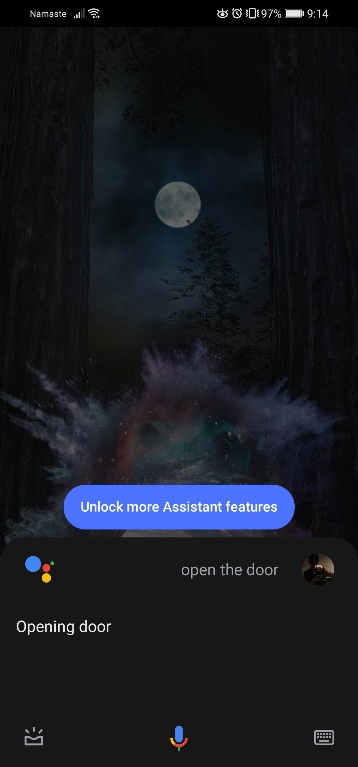 Namaste 97% 9:14
Unlock more Assistant features
open the door
Opening door